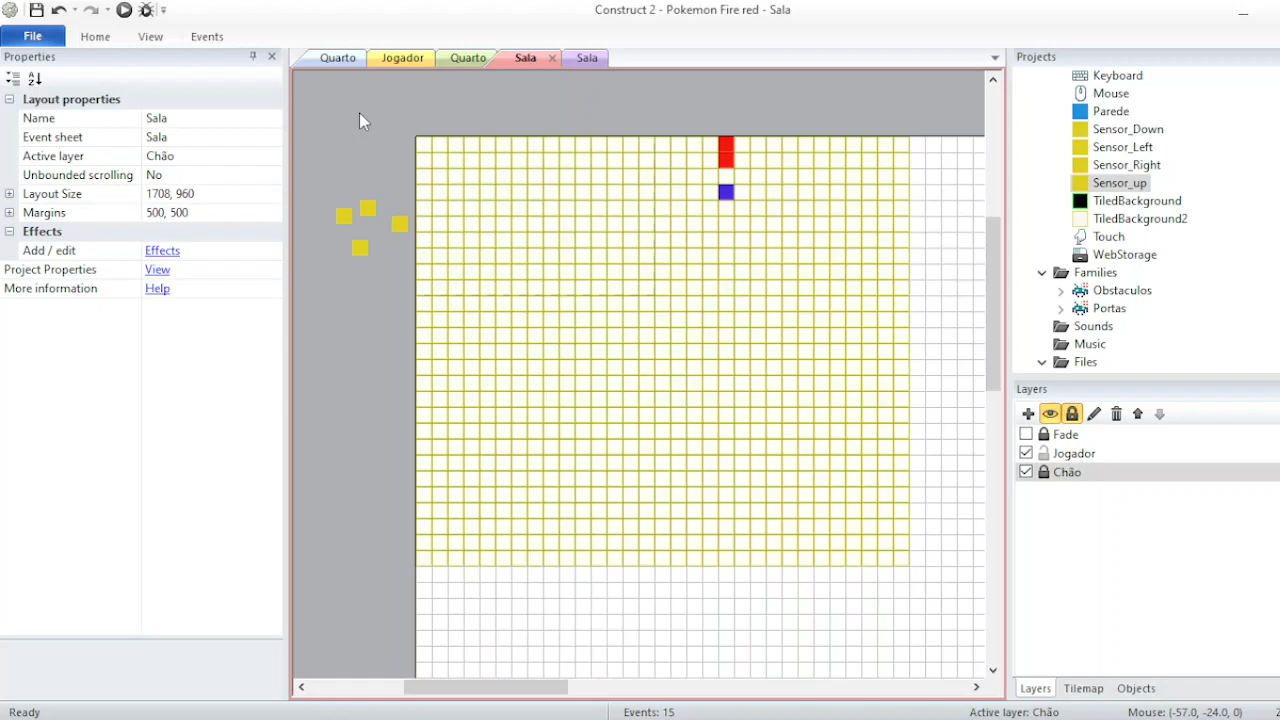 Construct 2 - Pokemon Fire red - Sala
File Home View Events
Properties
Quarto Jogador Quarto Sala Sala
Projects
Layout properties
Name Sala
Event sheet Sala
Active layer Chão
Unbounded scrolling No
Layout Size 1708, 960
Margins 500, 500
Effects
Add / edit Effects
Project Properties View
More information Help
Keyboard
Mouse
Parede
Sensor_Down
Sensor_Left
Sensor_Right
Sensor_up
TiledBackground
TiledBackground2
Touch
WebStorage
Families
Obstaculos
Portas
Sounds
Music
Files
Layers
Fade
Jogador
Chão
Layers Tilemap Objects
Ready Events: 15 Active layer: Chão Mouse: (-57.0, -24.0, 0)